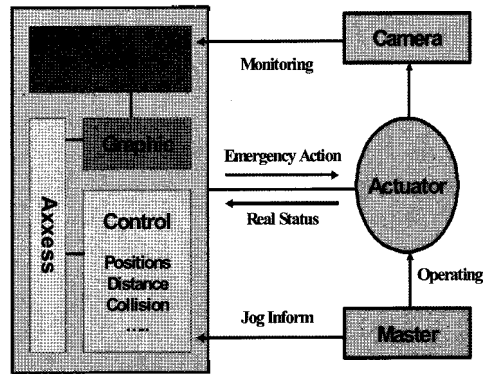 Camera
Monitoring
Graphic
Emergency Action
Actuator
Real Status
Axxess
Control
Positions
Distance
Collision
.....
Operating
Jog Inform
Master